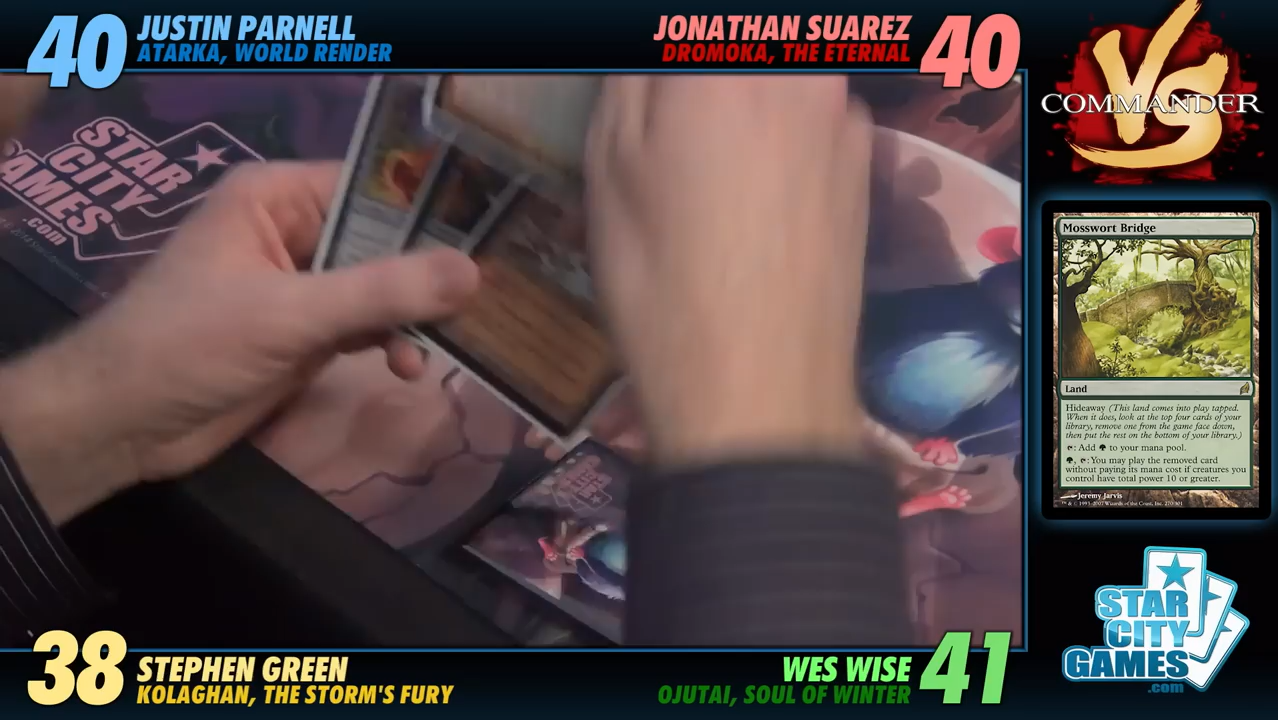 40
JUSTIN PARNELL
ATARKA, WORLD RENDER
JONATHAN SUAREZ
DROMOKA, THE ETERNAL
40
VS
COMMANDER
STAR
CITY
GAMES
.com
Mosswort Bridge
Land
Hideaway (This land comes into play tapped.
When it does, look at the top four cards of your
library, remove one from the game face down,
then put the rest on the bottom of your library.)
: Add to your mana pool.
, : You may play the removed card
without paying its mana cost if creatures you
control have total power 10 or greater.
Jeremy Jarvis
38
STEPHEN GREEN
KOLAGHAN, THE STORM'S FURY
WES WISE
OJUTAI, SOUL OF WINTER
41
STAR
CITY
GAMES
.com